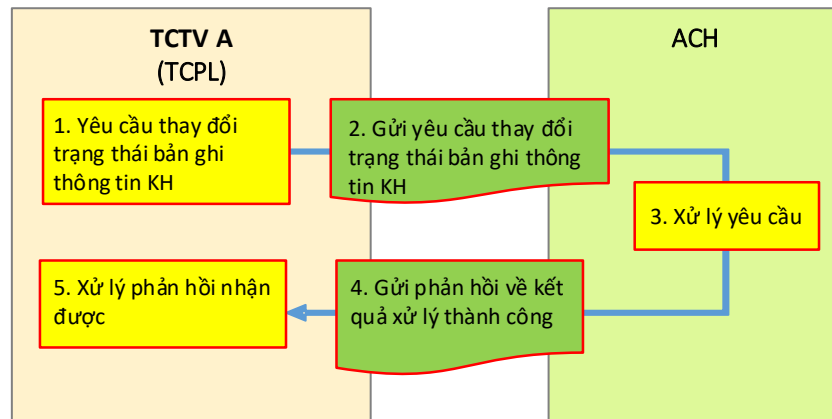 TCTV A
(TCPL)
ACH
1. Yêu cầu thay đổi
trạng thái bản ghi
thông tin KH
2. Gửi yêu cầu thay đổi
trạng thái bản ghi thông
tin KH
3. Xử lý yêu cầu
4. Gửi phản hồi về kết
quả xử lý thành công
5. Xử lý phản hồi nhận
được